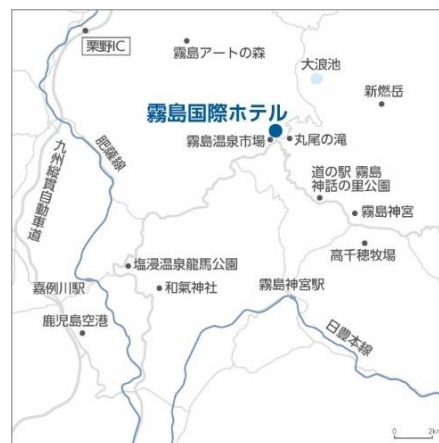 栗野IC
霧島アートの森
大浪池
新燃岳
霧島国際ホテル
霧島温泉市場
丸尾の滝
肥薩線
九州縦貫自動車道
道の駅 霧島
神話の里公園
霧島神宮
高千穂牧場
塩浸温泉龍馬公園
和氣神社
霧島神宮駅
嘉例川駅
鹿児島空港
日豊本線
0 2km